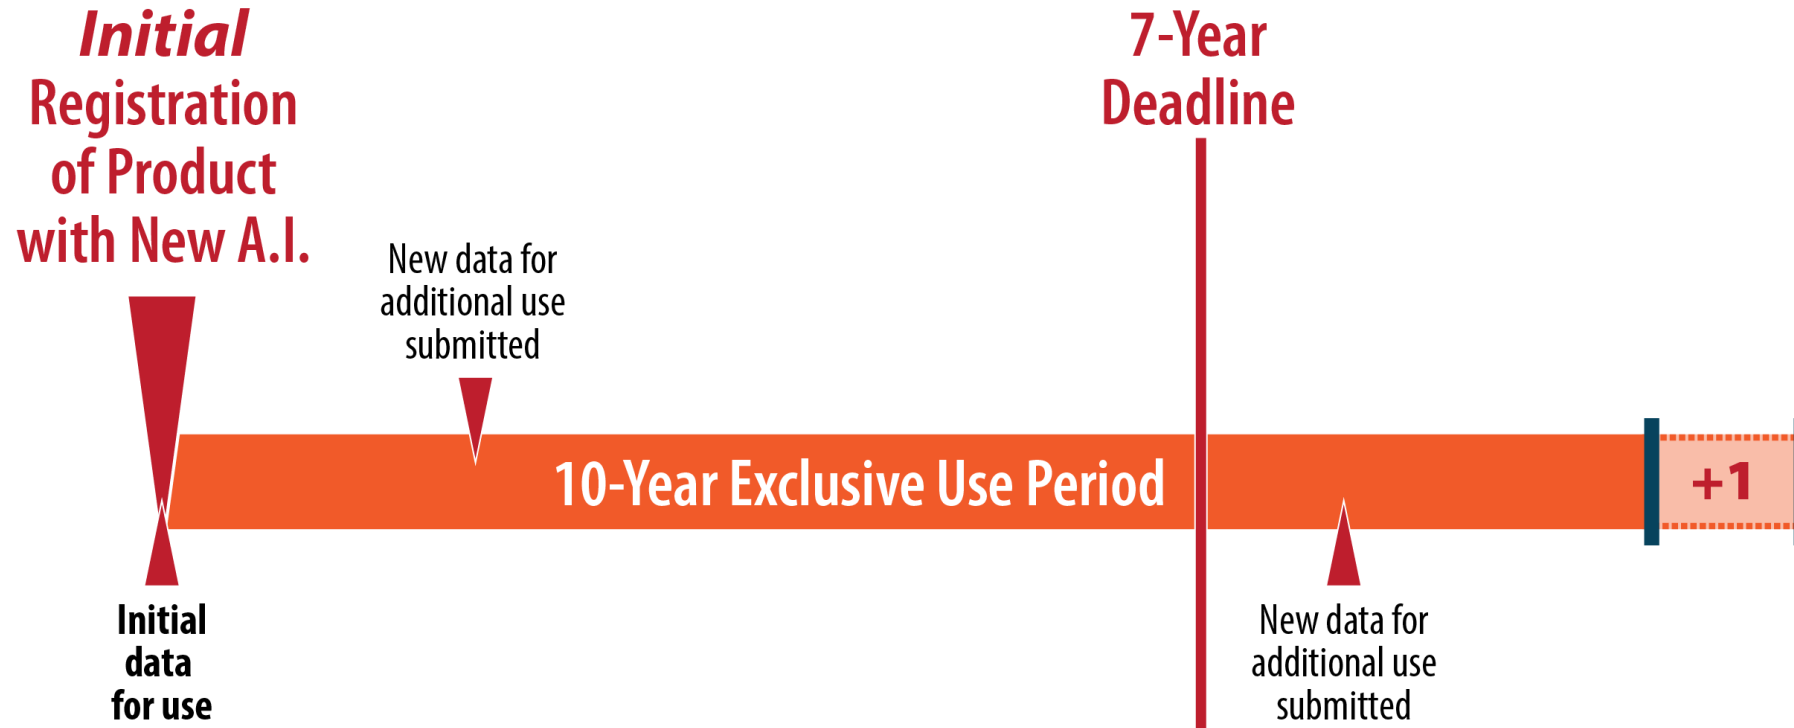 Initial
Registration
of Product
with New A.I.
7-Year
Deadline
New data for
additional use
submitted
10-Year Exclusive Use Period
+1
Initial
data
for use
New data for
additional use
submitted